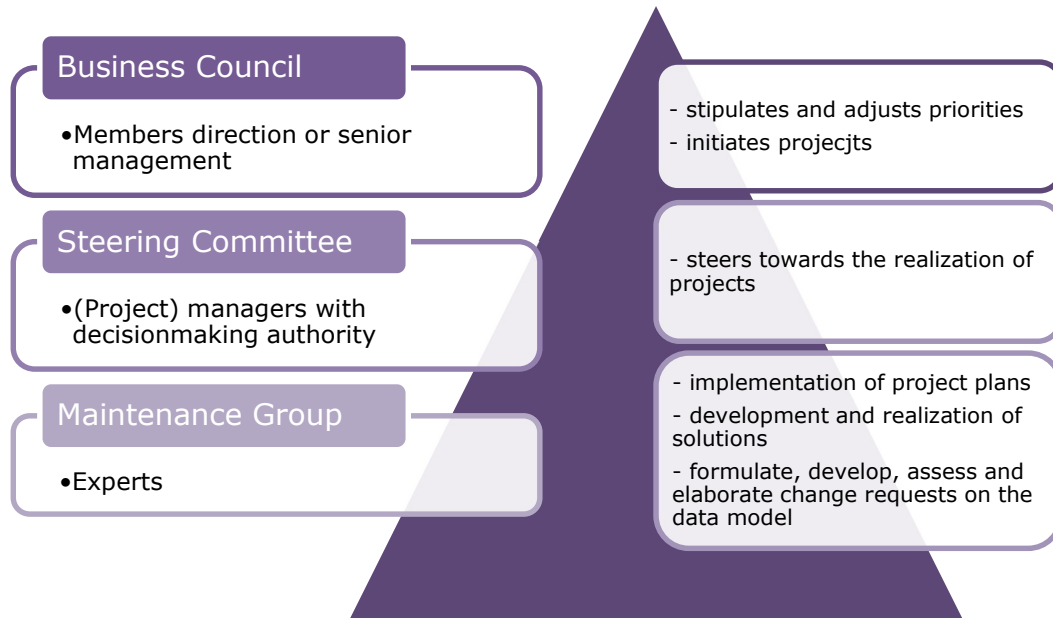 Business Council
•Members direction or senior
management
- stipulates and adjusts priorities
- initiates projecjts
Steering Committee
•(Project) managers with
decisionmaking authority
- steers towards the realization of
projects
Maintenance Group
•Experts
- implementation of project plans
- development and realization of
solutions
- formulate, develop, assess and
elaborate change requests on the
data model